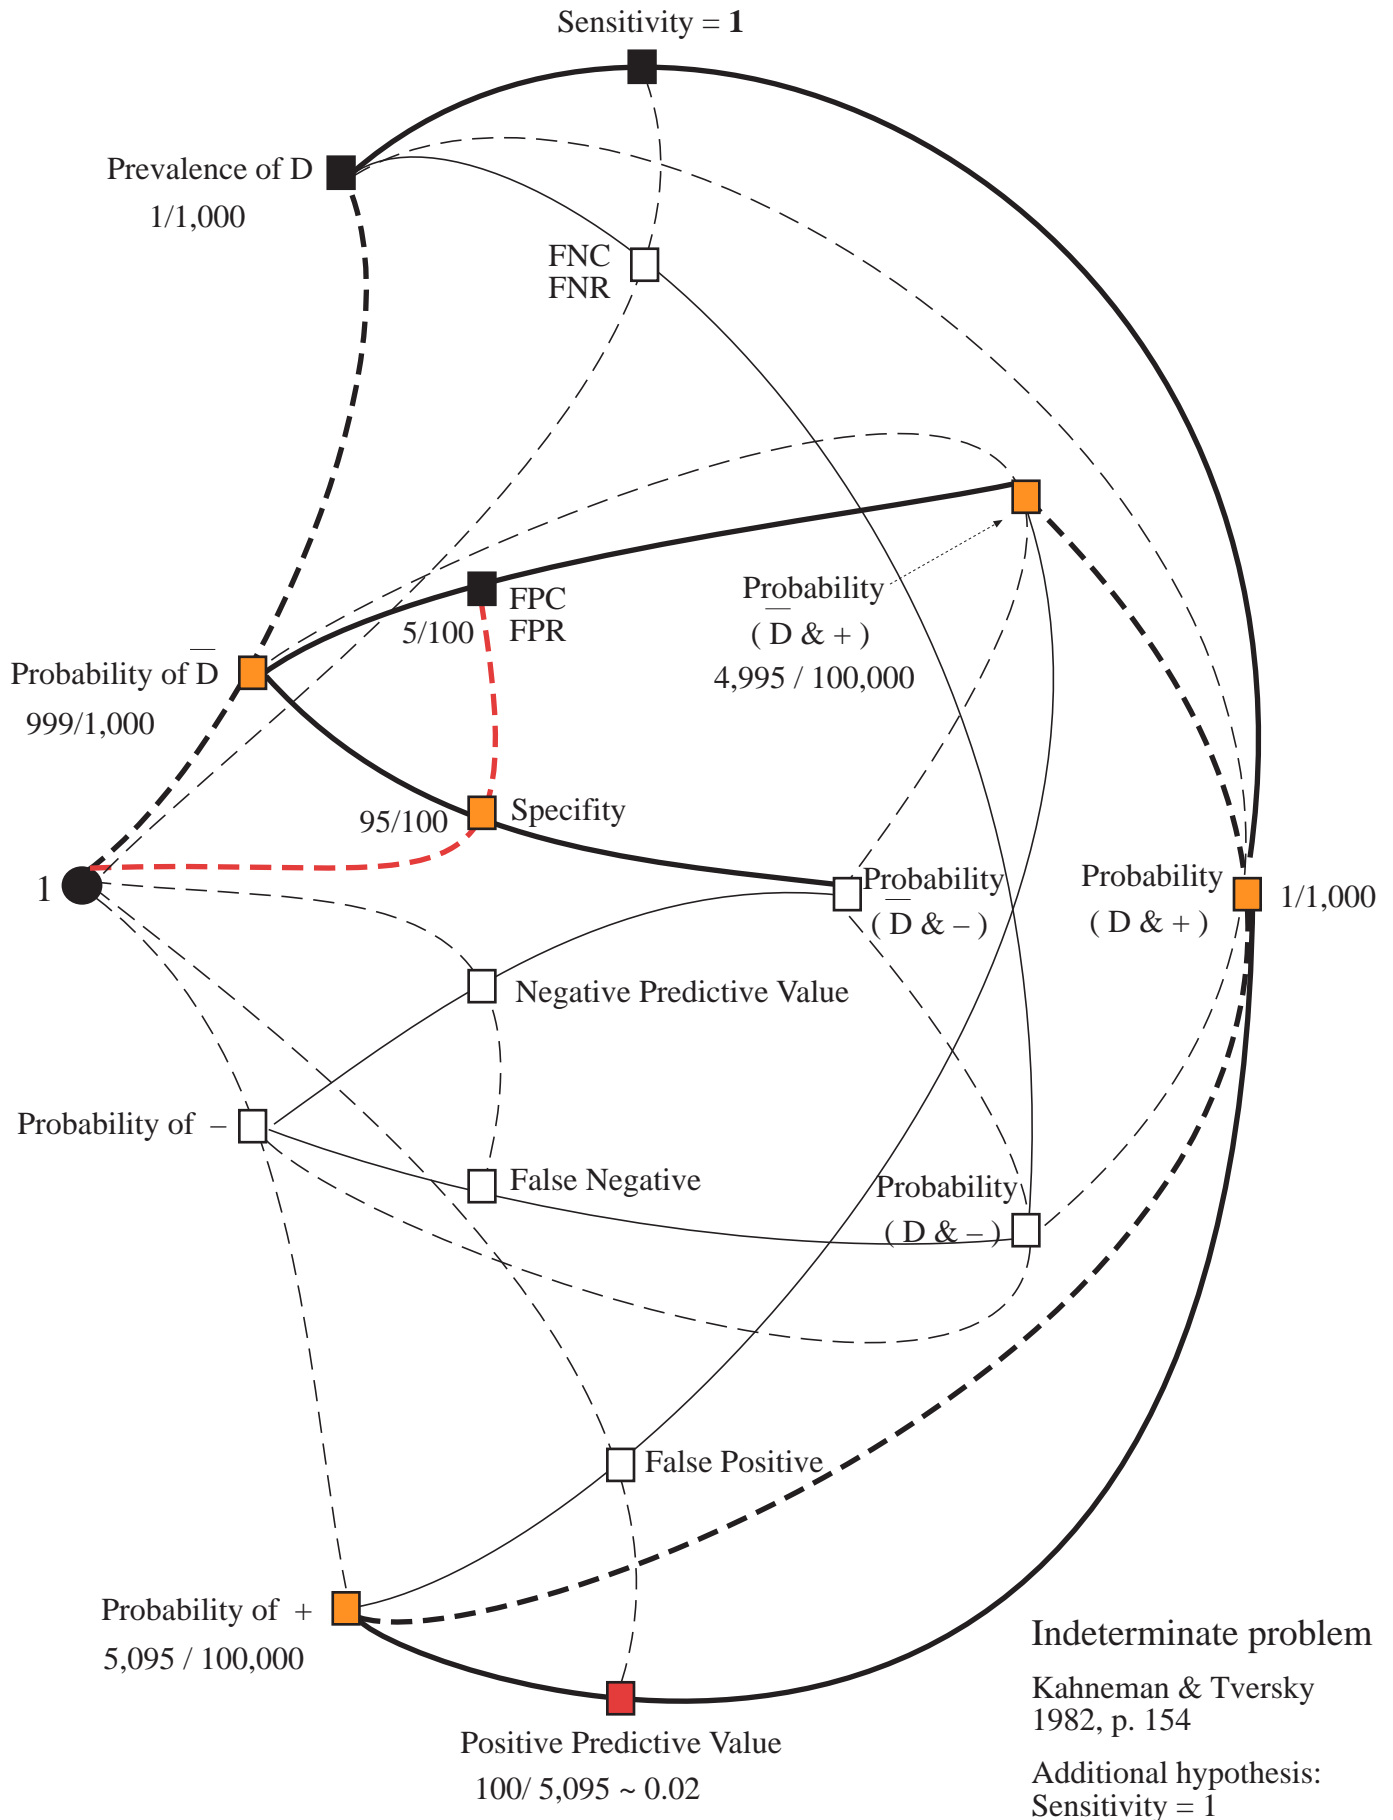 Sensitivity = 1
Prevalence of D
1/1,000
FNC
FNR
FPC
FPR
5/100
Probability
( D̅ & + )
4,995 / 100,000
Probability of D̅
999/1,000
95/100
Specifity
1
Probability
( D̅ & – )
Probability
( D & + )
1/1,000
Negative Predictive Value
Probability of –
False Negative
Probability
( D & – )
False Positive
Probability of +
5,095 / 100,000
Positive Predictive Value
100/ 5,095 ~ 0.02
Indeterminate problem
Kahneman & Tversky
1982, p. 154
Additional hypothesis:
Sensitivity = 1